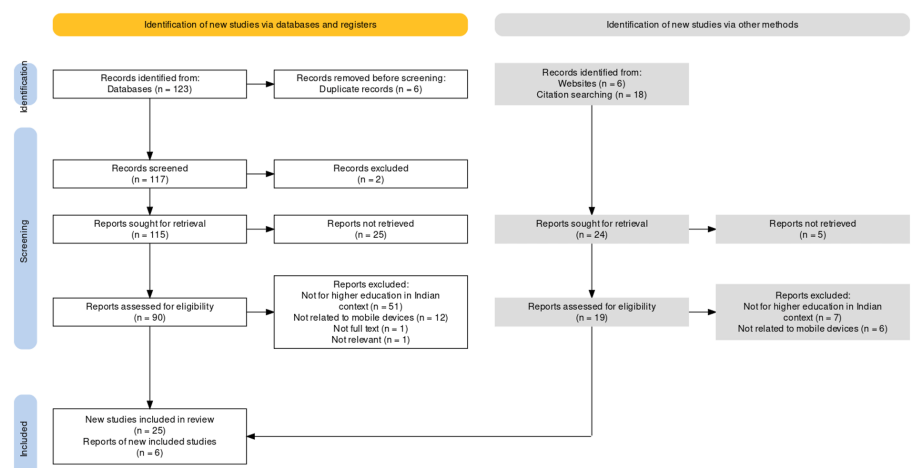 Identification of new studies via databases and registers
Identification of new studies via other methods
Identification
Records identified from:
Databases (n = 123)
Records removed before screening:
Duplicate records (n = 6)
Records identified from:
Websites (n = 6)
Citation searching (n = 18)
Screening
Records screened
(n = 117)
Records excluded
(n = 2)
Reports sought for retrieval
(n = 115)
Reports not retrieved
(n = 25)
Reports sought for retrieval
(n = 24)
Reports not retrieved
(n = 5)
Reports assessed for eligibility
(n = 90)
Reports excluded:
Not for higher education in Indian
context (n = 51)
Not related to mobile devices (n = 12)
Not full text (n = 1)
Not relevant (n = 1)
Reports assessed for eligibility
(n = 19)
Reports excluded:
Not for higher education in Indian
context (n = 7)
Not related to mobile devices (n = 6)
Included
New studies included in review
(n = 25)
Reports of new included studies
(n = 6)